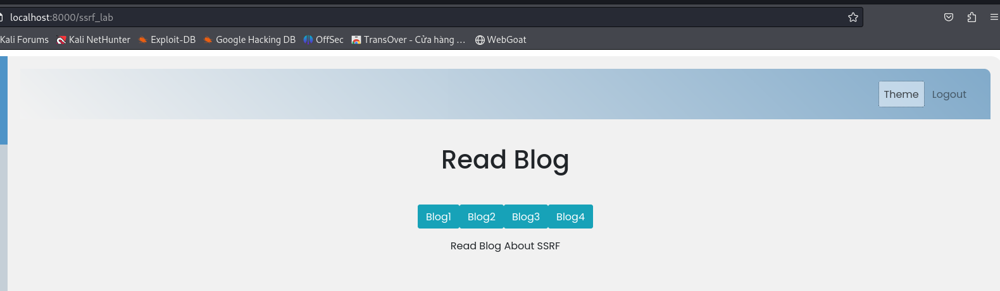 localhost:8000/ssrf_lab
Kali Forums Kali NetHunter Exploit-DB Google Hacking DB OffSec TransOver - Cửa hàng ... WebGoat
Theme Logout
Read Blog
Blog1 Blog2 Blog3 Blog4
Read Blog About SSRF